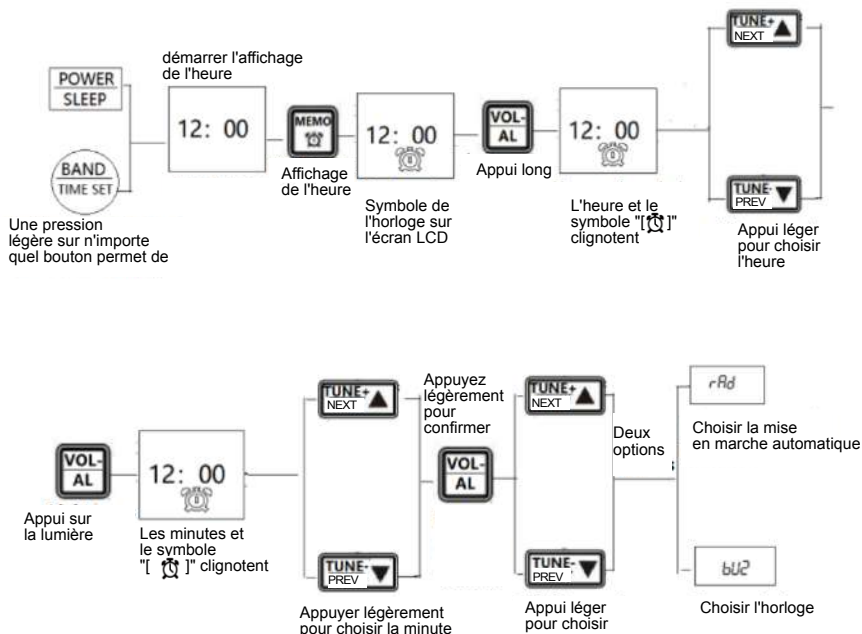 POWER
SLEEP
BAND
TIME SET
Une pression
légère sur n'importe
quel bouton permet de
démarrer l'affichage
de l'heure
12: 00
MEMO
Affichage
de l'heure
12: 00
Symbole de
l'horloge sur
l'écran LCD
VOL-
AL
Appui long
12: 00
L'heure et le
symbole "[ ]"
clignotent
TUNE+
NEXT
TUNE-
PREV
Appui léger
pour choisir
l'heure
VOL-
AL
Appui sur
la lumière
12: 00
Les minutes et
le symbole
"[ ]" clignotent
TUNE+
NEXT
TUNE-
PREV
Appuyer légèrement
pour choisir la minute
Appuyez
légèrement
pour
confirmer
VOL-
AL
TUNE+
NEXT
TUNE-
PREV
Appui léger
pour choisir
Deux
options
rAd
Choisir la mise
en marche automatique
bUZ
Choisir l'horloge